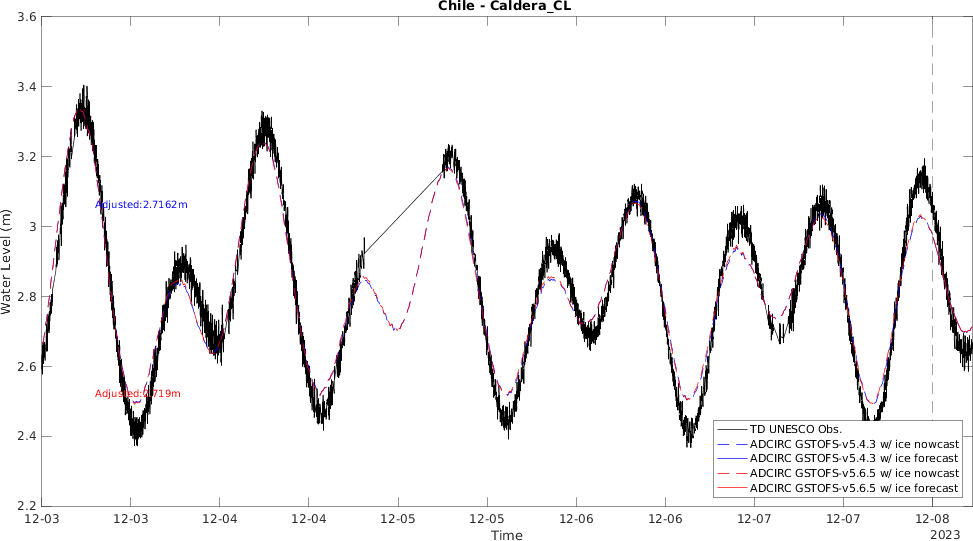 Chile - Caldera_CL
3.6
3.4
3.2
3
2.8
2.6
2.4
2.2
Water Level (m)
Adjusted:2.7162m
Adjusted:2.719m
TD UNESCO Obs.
ADCIRC GSTOFS-v5.4.3 w/ ice nowcast
ADCIRC GSTOFS-v5.4.3 w/ ice forecast
ADCIRC GSTOFS-v5.6.5 w/ ice nowcast
ADCIRC GSTOFS-v5.6.5 w/ ice forecast
12-03 12-03 12-04 12-04 12-05 12-05 12-06 12-06 12-07 12-07 12-08
Time
2023